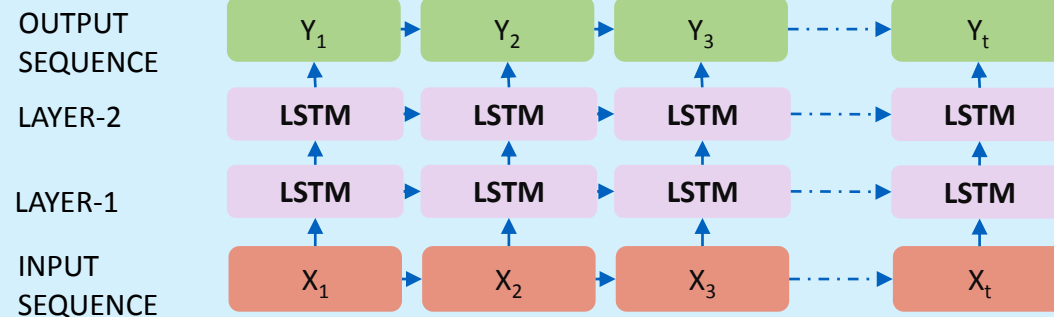 OUTPUT
SEQUENCE
Y₁ Y₂ Y₃ Yₜ
LAYER-2
LSTM LSTM LSTM LSTM
LAYER-1
LSTM LSTM LSTM LSTM
INPUT
SEQUENCE
X₁ X₂ X₃ Xₜ